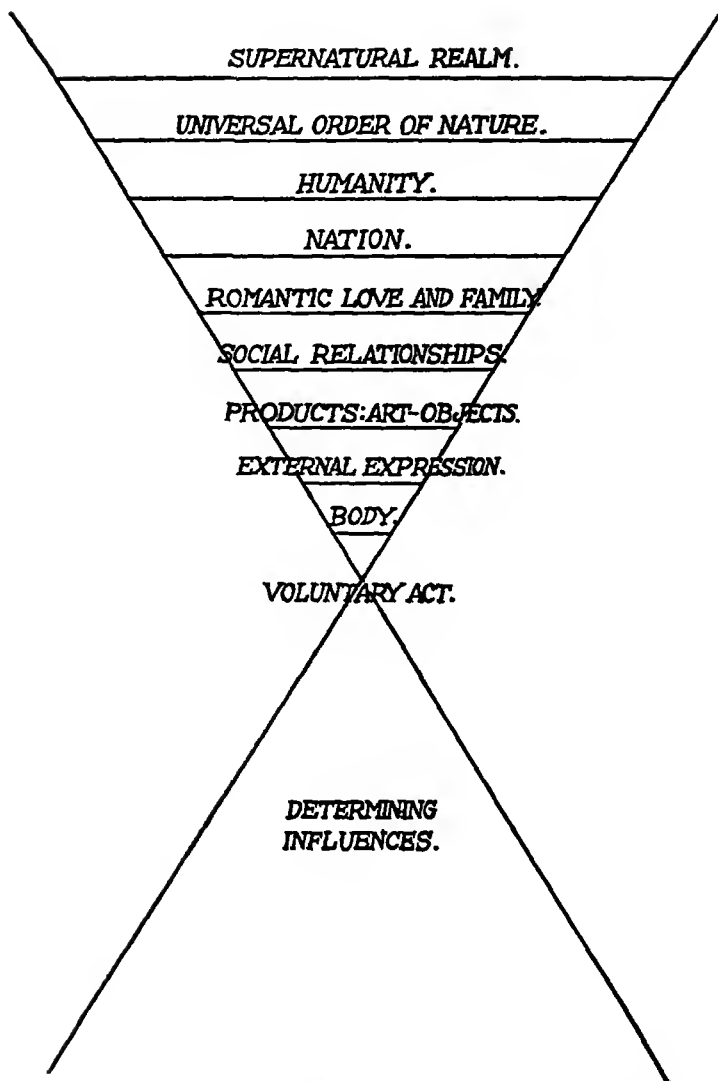 SUPERNATURAL REALM.
UNIVERSAL ORDER OF NATURE.
HUMANITY.
NATION.
ROMANTIC LOVE AND FAMILY.
SOCIAL RELATIONSHIPS.
PRODUCTS:ART-OBJECTS.
EXTERNAL EXPRESSION.
BODY.
VOLUNTARY ACT.
DETERMINING
INFLUENCES.